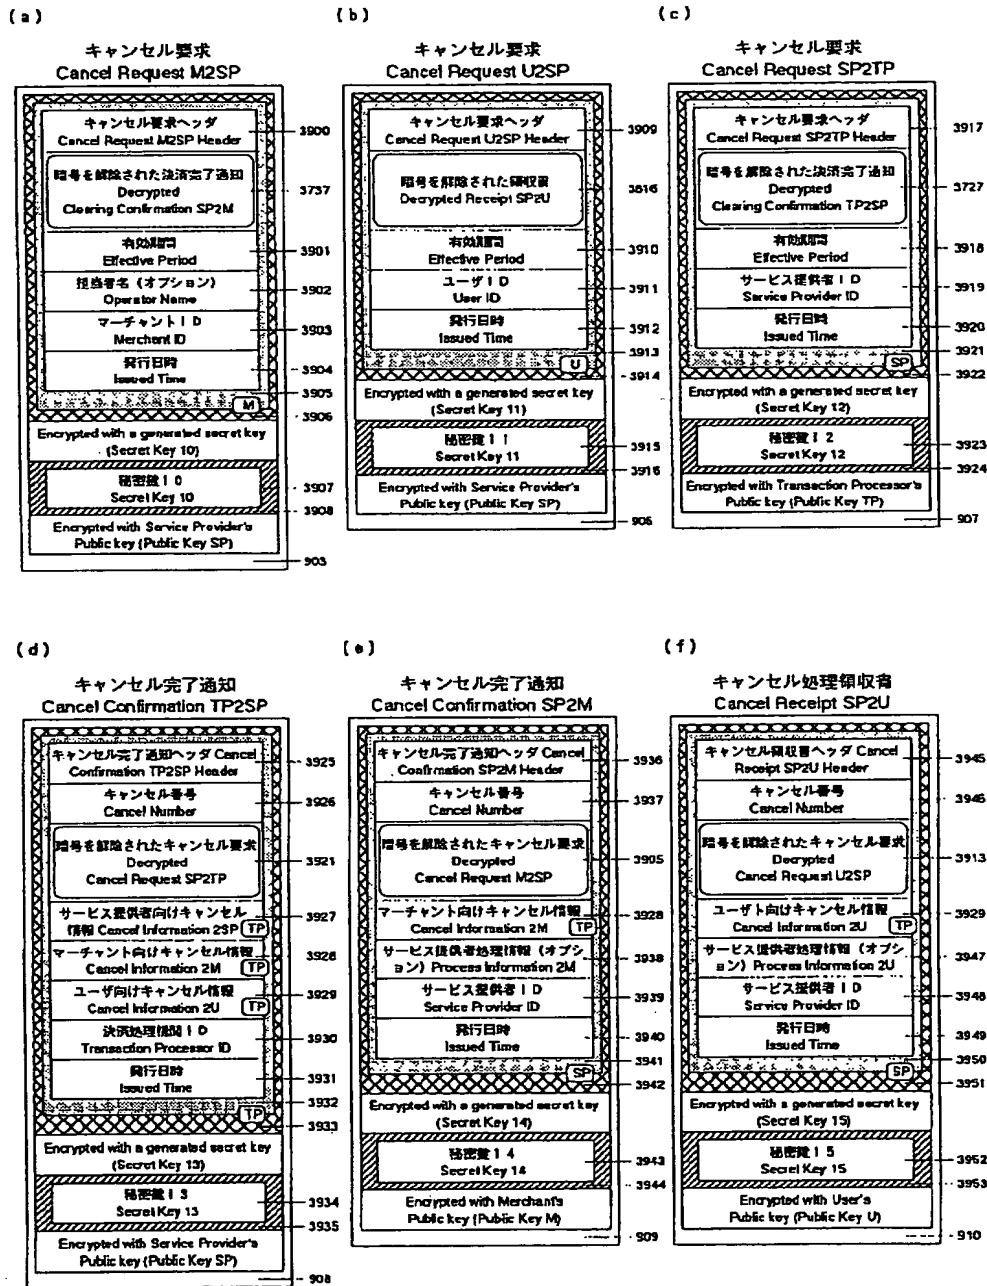 (a)
キャンセル要求
Cancel Request M2SP
キャンセル要求ヘッダ
Cancel Request M2SP Header
3900
暗号を解除された決済完了通知
Decrypted
Clearing Confirmation SP2M
3737
有効期間
Effective Period
3901
担当者名（オプション）
Operator Name
3902
マーチャントID
Merchant ID
3903
発行日時
Issued Time
3904
3905
M
3906
Encrypted with a generated secret key
(Secret Key 10)
秘密鍵10
Secret Key 10
3907
3908
Encrypted with Service Provider's
Public key (Public Key SP)
903
(b)
キャンセル要求
Cancel Request U2SP
キャンセル要求ヘッダ
Cancel Request U2SP Header
3909
暗号を解除された領収書
Decrypted Receipt SP2U
3816
有効期間
Effective Period
3910
ユーザID
User ID
3911
発行日時
Issued Time
3912
3913
U
3914
Encrypted with a generated secret key
(Secret Key 11)
秘密鍵11
Secret Key 11
3915
3916
Encrypted with Service Provider's
Public key (Public Key SP)
905
(c)
キャンセル要求
Cancel Request SP2TP
キャンセル要求ヘッダ
Cancel Request SP2TP Header
3917
暗号を解除された決済完了通知
Decrypted
Clearing Confirmation TP2SP
3727
有効期間
Effective Period
3918
サービス提供者ID
Service Provider ID
3919
発行日時
Issued Time
3920
3921
SP
3922
Encrypted with a generated secret key
(Secret Key 12)
秘密鍵12
Secret Key 12
3923
3924
Encrypted with Transaction Processor's
Public key (Public Key TP)
907
(d)
キャンセル完了通知
Cancel Confirmation TP2SP
キャンセル完了通知ヘッダ Cancel
Confirmation TP2SP Header
3925
キャンセル番号
Cancel Number
3926
暗号を解除されたキャンセル要求
Decrypted
Cancel Request SP2TP
3921
サービス提供者向けキャンセル
情報 Cancel Information 2SP
TP
3927
マーチャント向けキャンセル情報
Cancel Information 2M
TP
3928
ユーザ向けキャンセル情報
Cancel Information 2U
TP
3929
決済処理機関ID
Transaction Processor ID
3930
発行日時
Issued Time
3931
3932
TP
3933
Encrypted with a generated secret key
(Secret Key 13)
秘密鍵13
Secret Key 13
3934
3935
Encrypted with Service Provider's
Public key (Public Key SP)
908
(e)
キャンセル完了通知
Cancel Confirmation SP2M
キャンセル完了通知ヘッダ Cancel
Confirmation SP2M Header
3936
キャンセル番号
Cancel Number
3937
暗号を解除されたキャンセル要求
Decrypted
Cancel Request M2SP
3905
マーチャント向けキャンセル情報
Cancel Information 2M
TP
3928
サービス提供者処理情報（オプシ
ョン）Process Information 2M
3938
サービス提供者ID
Service Provider ID
3939
発行日時
Issued Time
3940
3941
SP
3942
Encrypted with a generated secret key
(Secret Key 14)
秘密鍵14
Secret Key 14
3943
3944
Encrypted with Merchant's
Public key (Public Key M)
909
(f)
キャンセル処理領収書
Cancel Receipt SP2U
キャンセル領収書ヘッダ Cancel
Receipt SP2U Header
3945
キャンセル番号
Cancel Number
3946
暗号を解除されたキャンセル要求
Decrypted
Cancel Request U2SP
3913
ユーザト向けキャンセル情報
Cancel Information 2U
TP
3929
サービス提供者処理情報（オプシ
ョン）Process Information 2U
3947
サービス提供者ID
Service Provider ID
3948
発行日時
Issued Time
3949
3950
SP
3951
Encrypted with a generated secret key
(Secret Key 15)
秘密鍵15
Secret Key 15
3952
3953
Encrypted with User's
Public key (Public Key U)
910